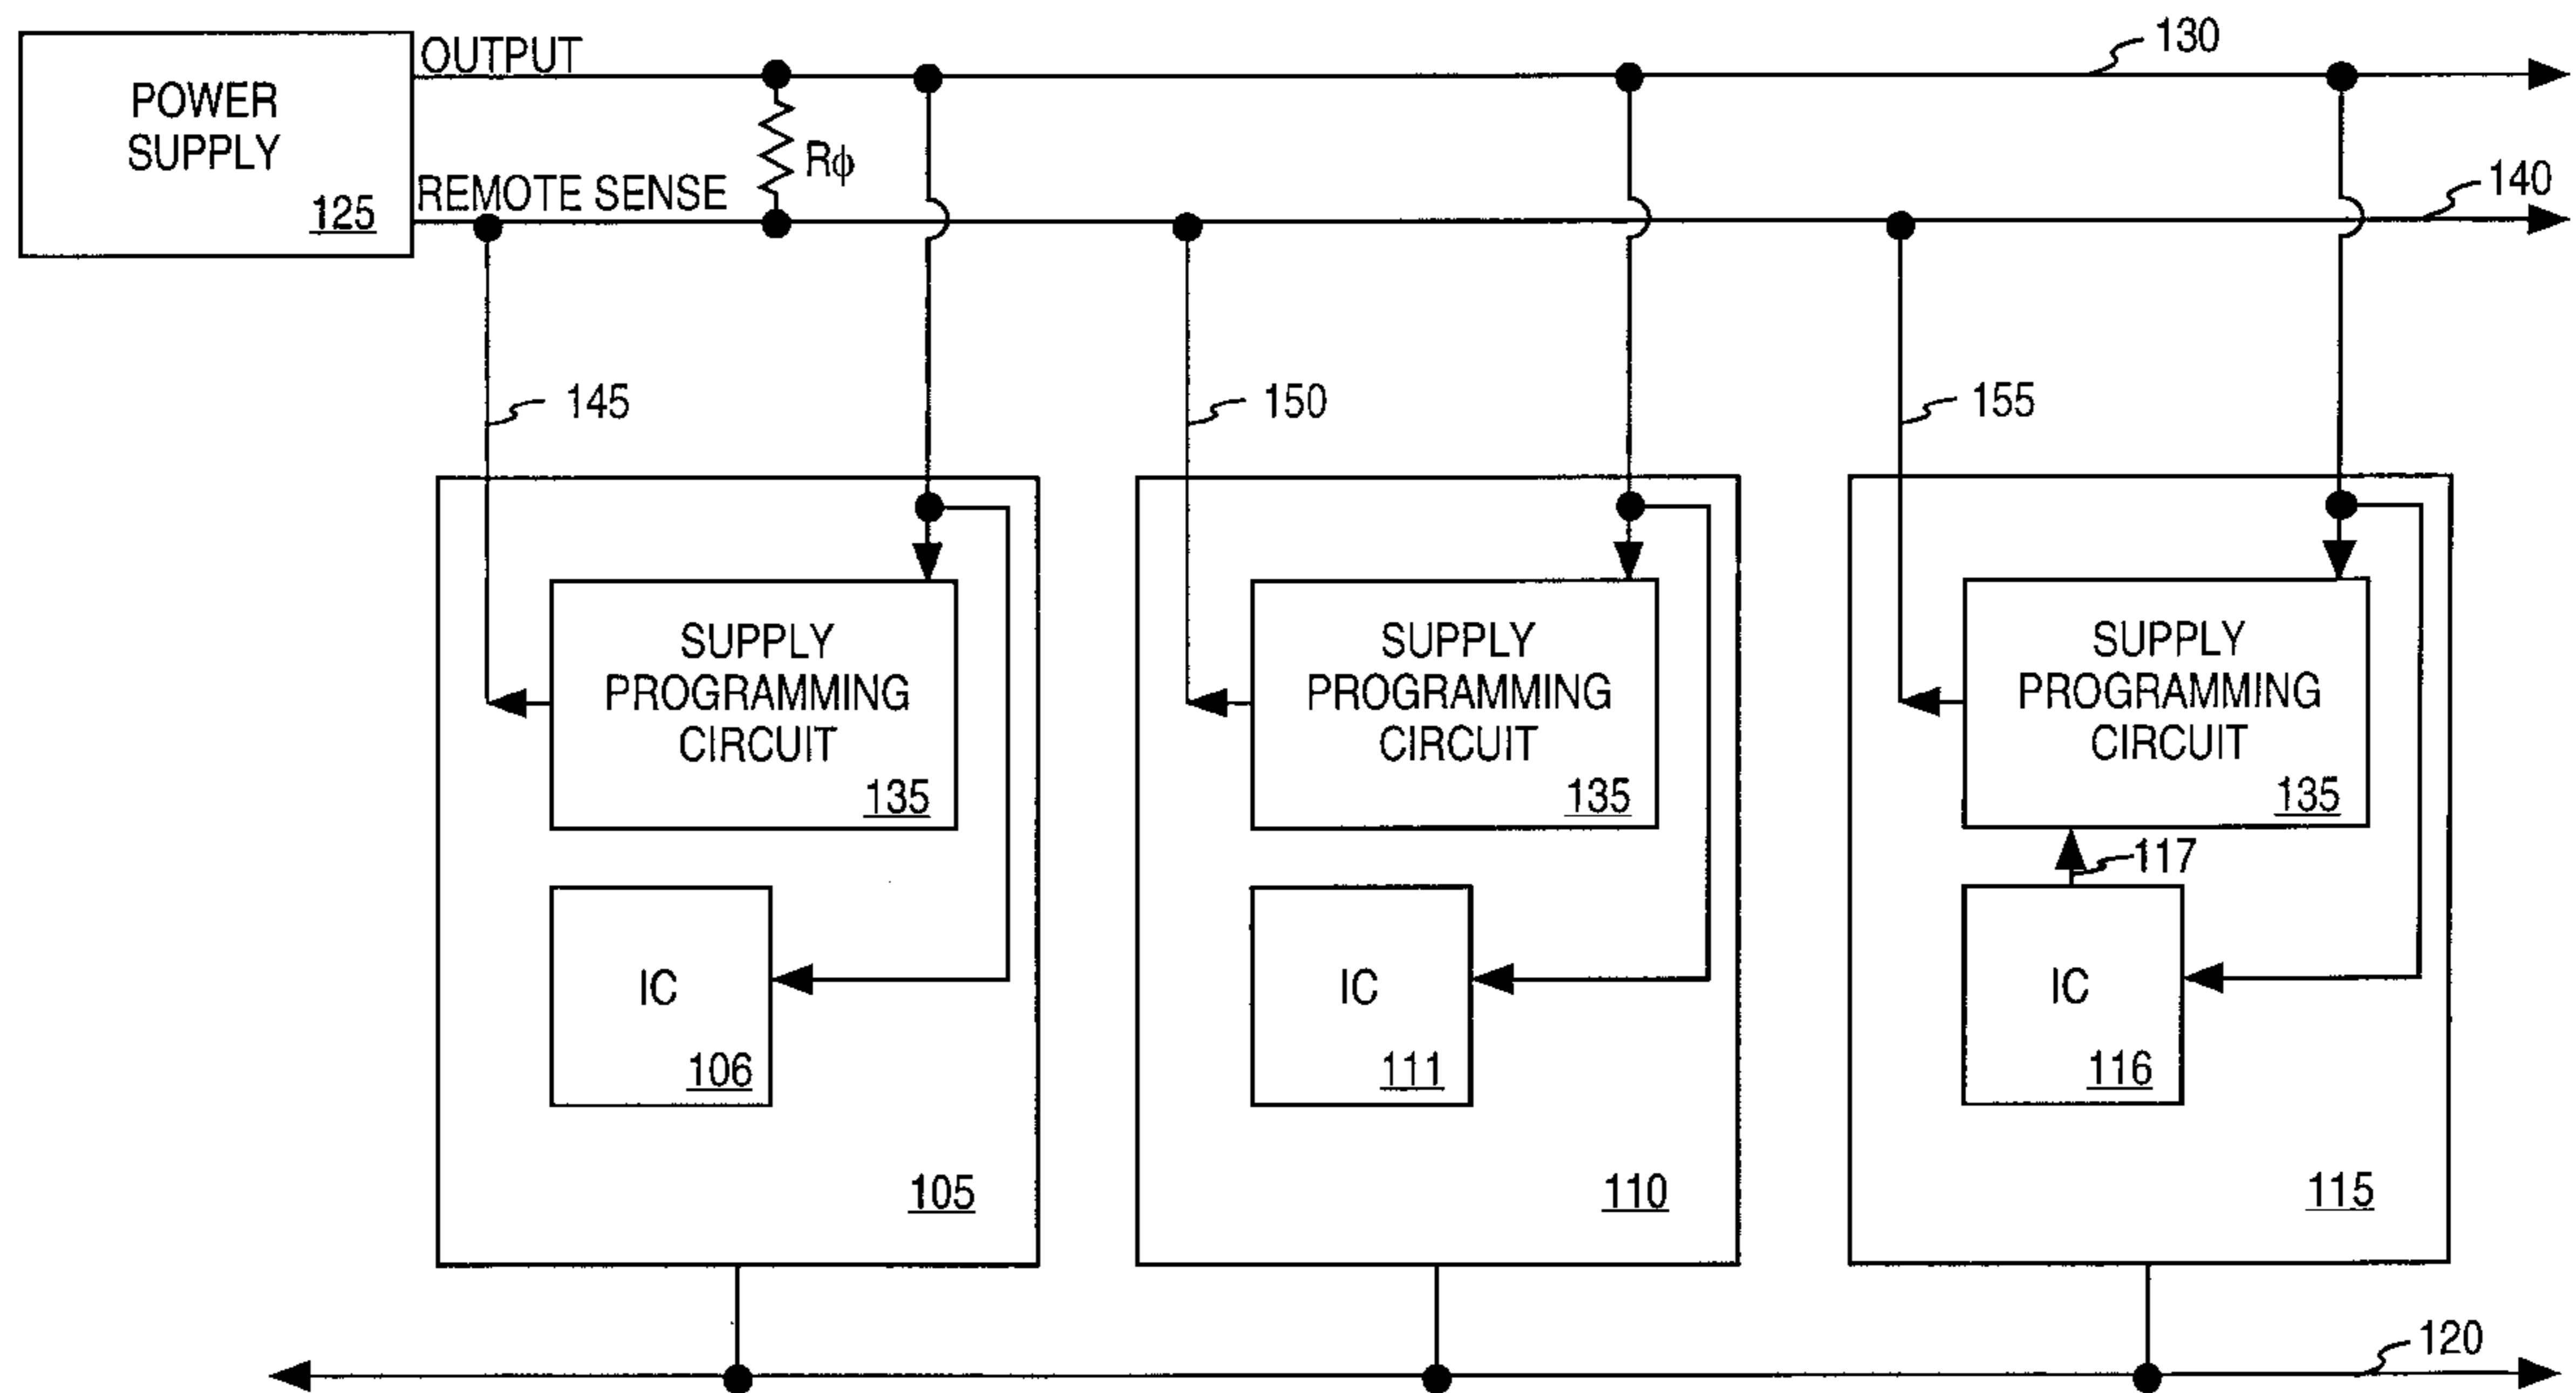 OUTPUT
130
POWER
SUPPLY
125
Rϕ
REMOTE SENSE
140
145
150
155
SUPPLY
PROGRAMMING
CIRCUIT
135
SUPPLY
PROGRAMMING
CIRCUIT
135
SUPPLY
PROGRAMMING
CIRCUIT
135
117
IC
106
IC
111
IC
116
105
110
115
120